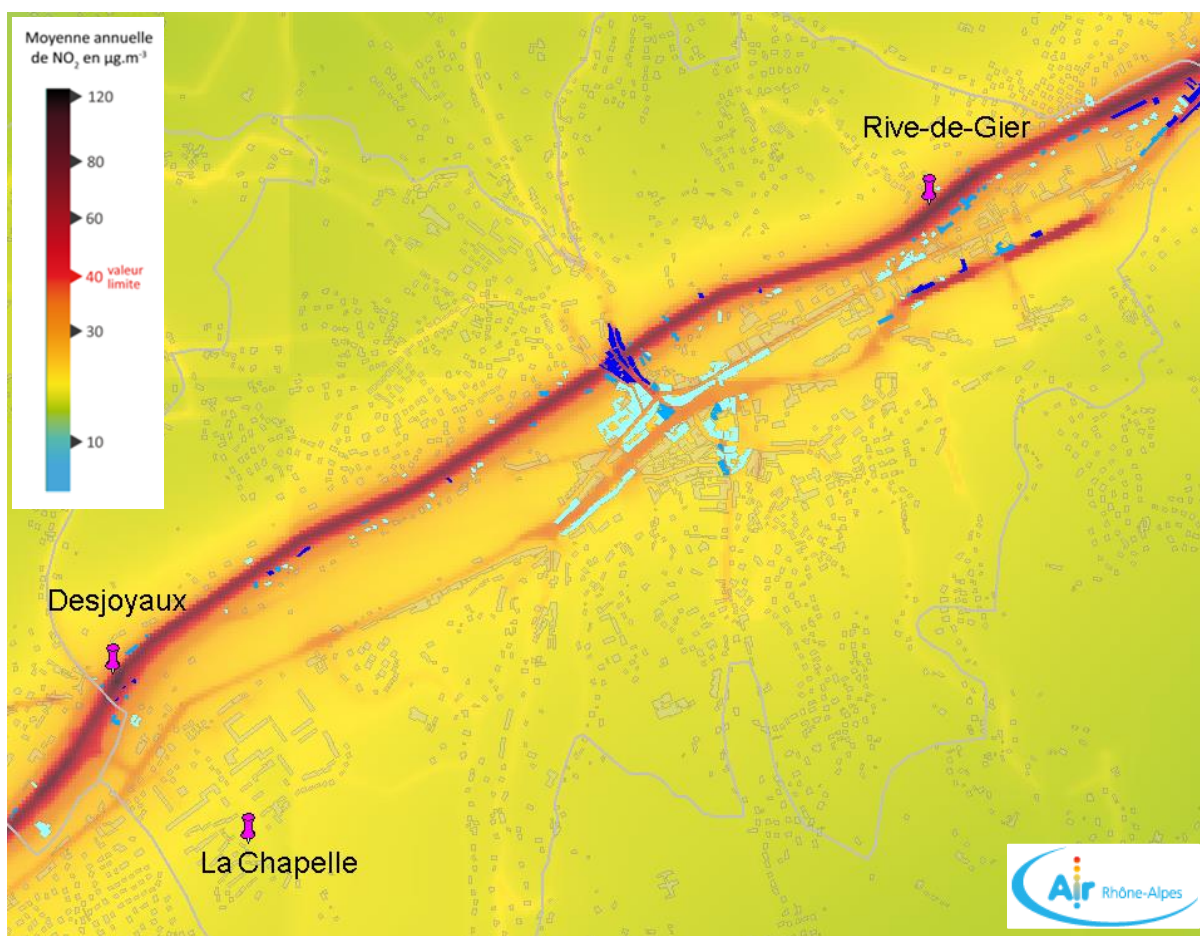 Moyenne annuelle
de NO₂ en µg.m⁻³
120
80
60
40 valeur
limite
30
10
Rive-de-Gier
Desjoyaux
La Chapelle
Air Rhône-Alpes